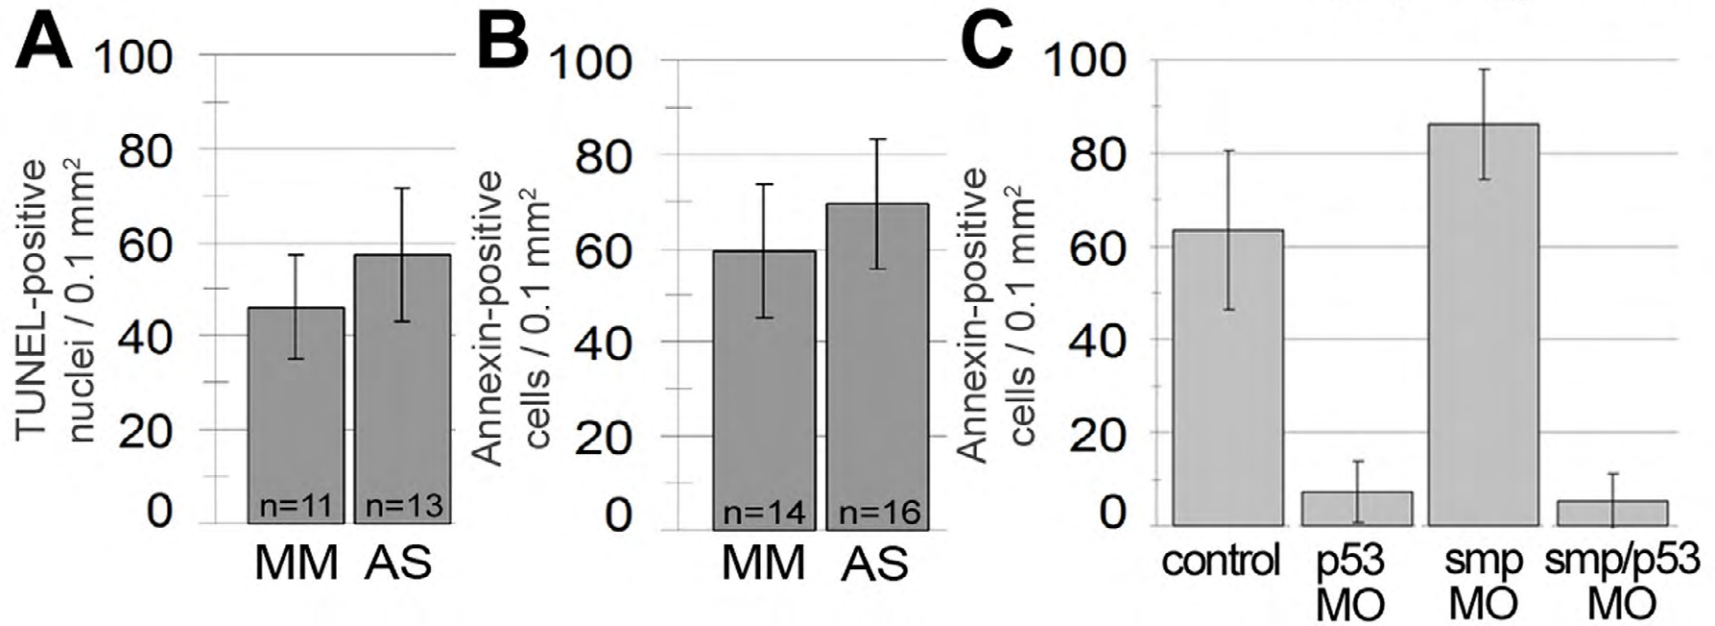 A
TUNEL-positive
nuclei / 0.1 mm²
100
80
60
40
20
0
n=11
n=13
MM
AS
B
Annexin-positive
cells / 0.1 mm²
100
80
60
40
20
0
n=14
n=16
MM
AS
C
Annexin-positive
cells / 0.1 mm²
100
80
60
40
20
0
control
p53
MO
smp
MO
smp/p53
MO